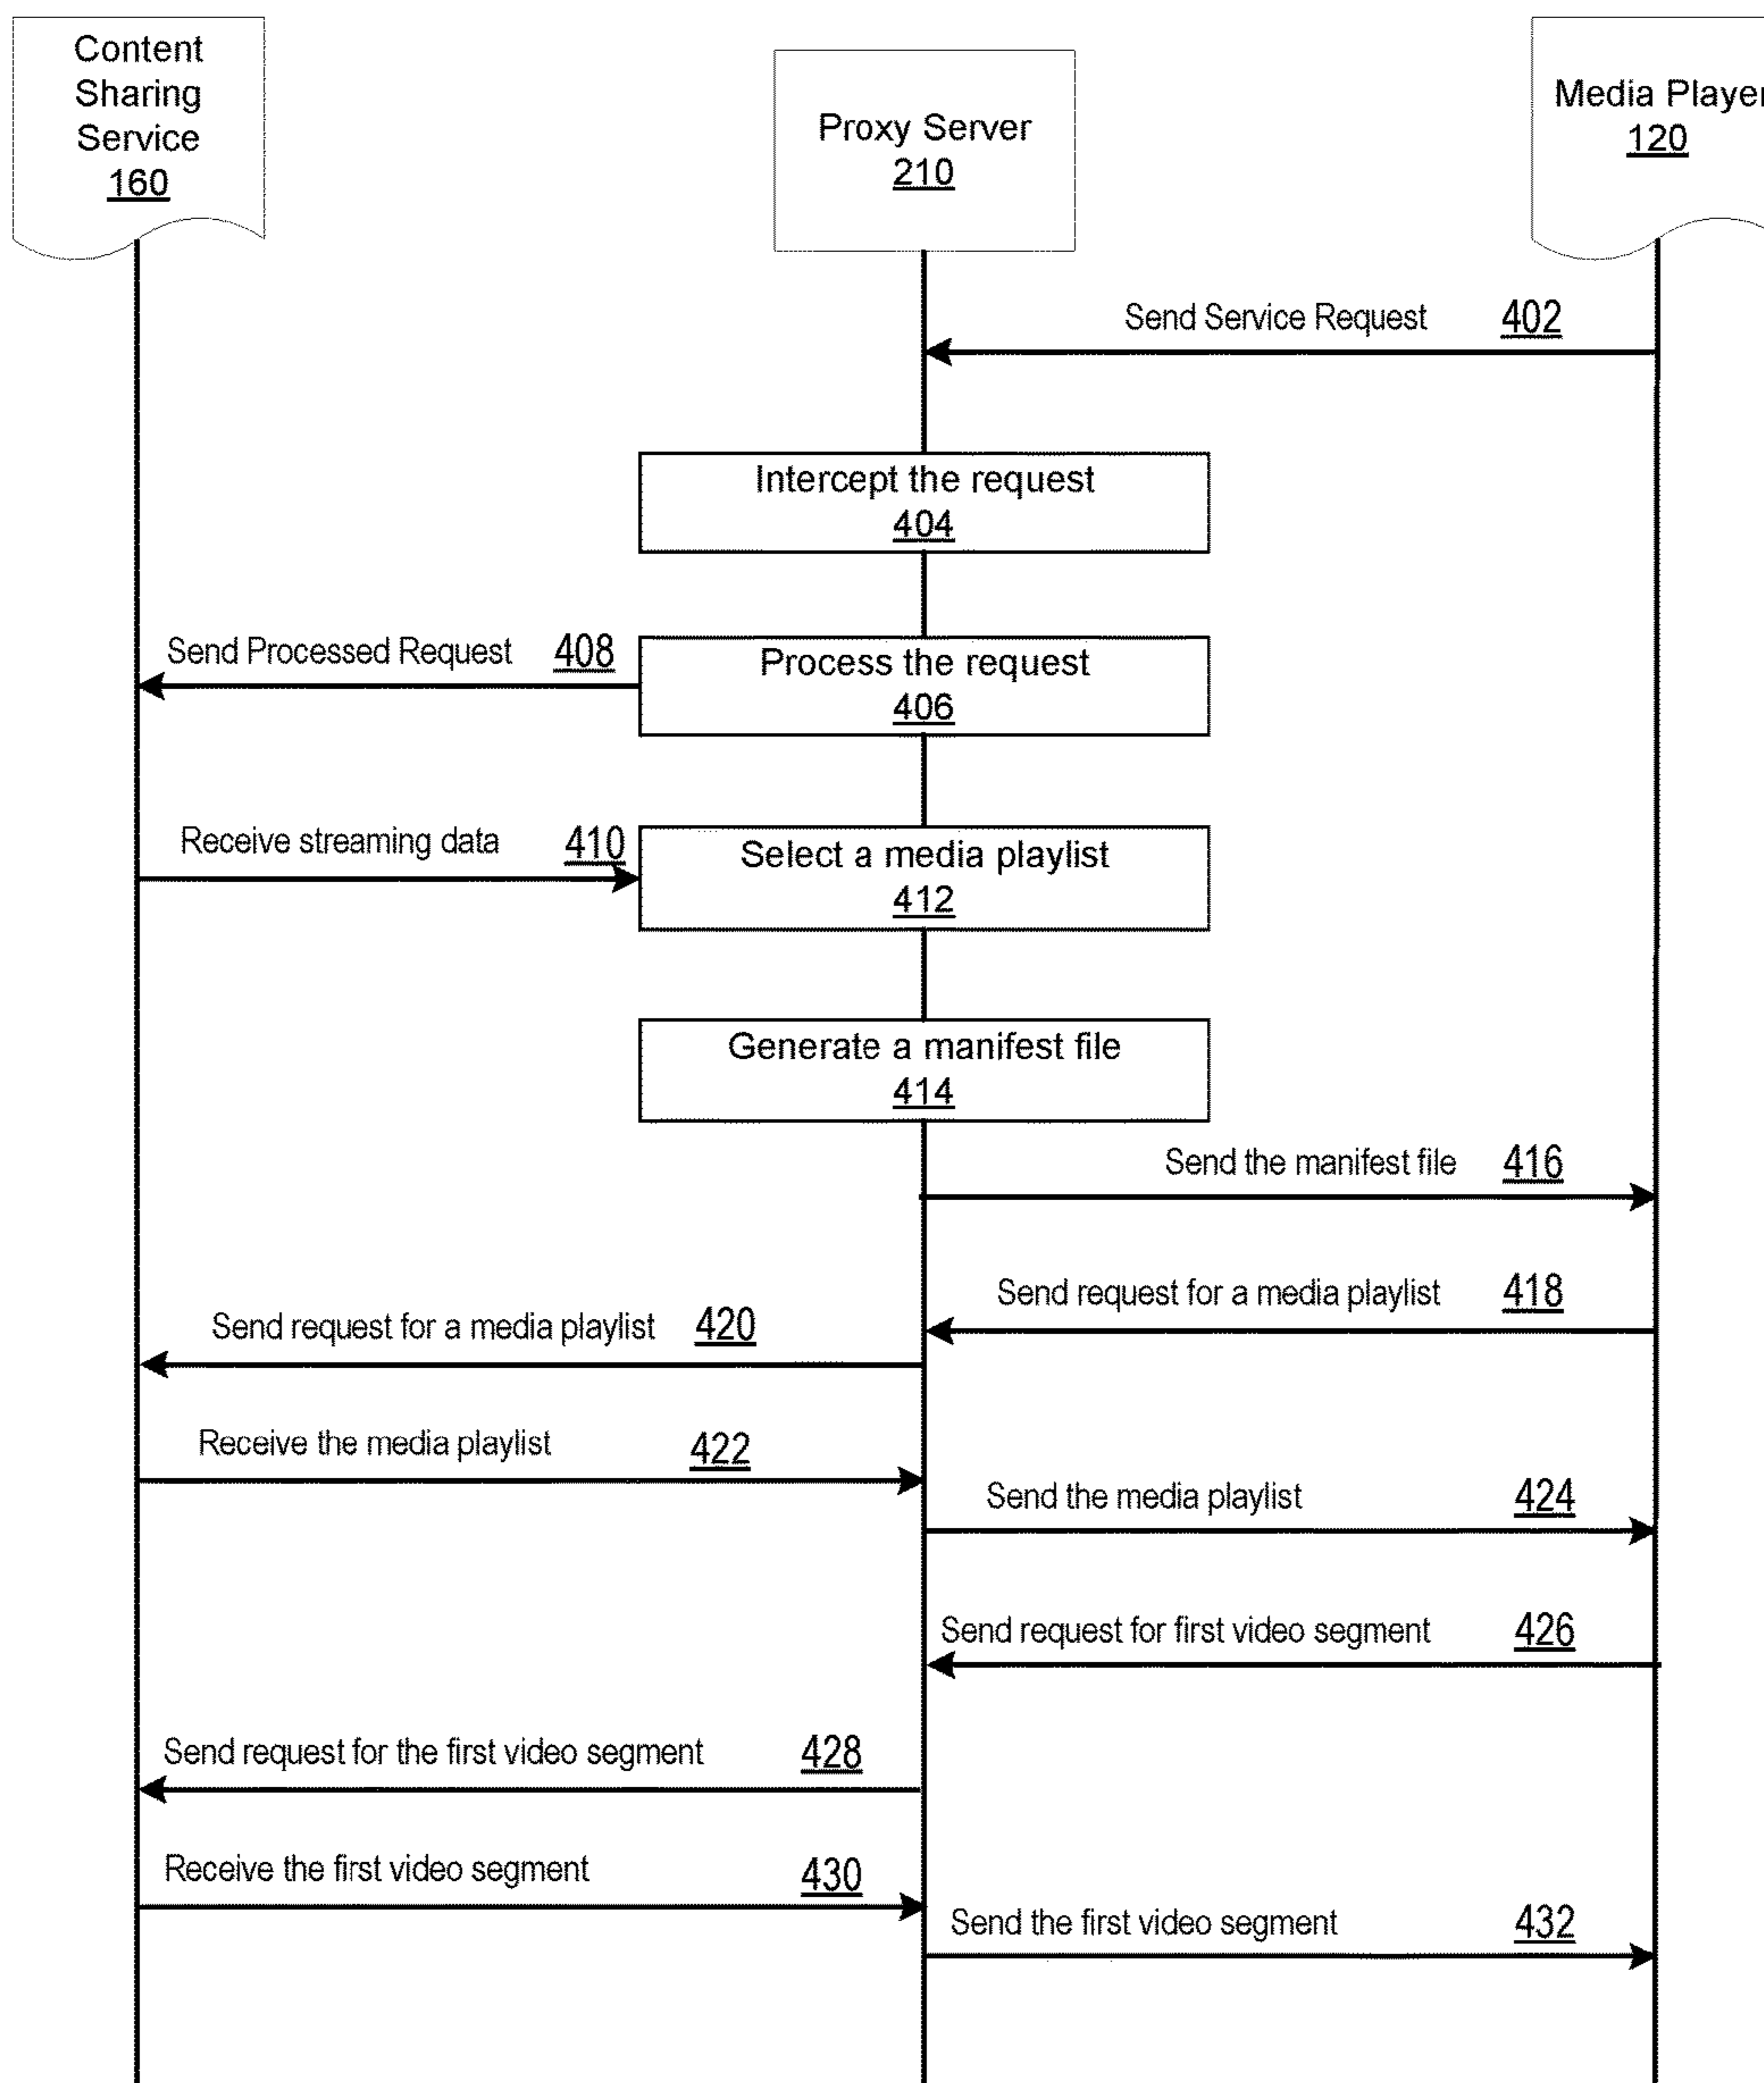 Content
Sharing
Service
160
Proxy Server
210
Media Player
120
Send Service Request 402
Intercept the request
404
Send Processed Request 408
Process the request
406
Receive streaming data 410
Select a media playlist
412
Generate a manifest file
414
Send the manifest file 416
Send request for a media playlist 418
Send request for a media playlist 420
Receive the media playlist 422
Send the media playlist 424
Send request for first video segment 426
Send request for the first video segment 428
Receive the first video segment 430
Send the first video segment 432